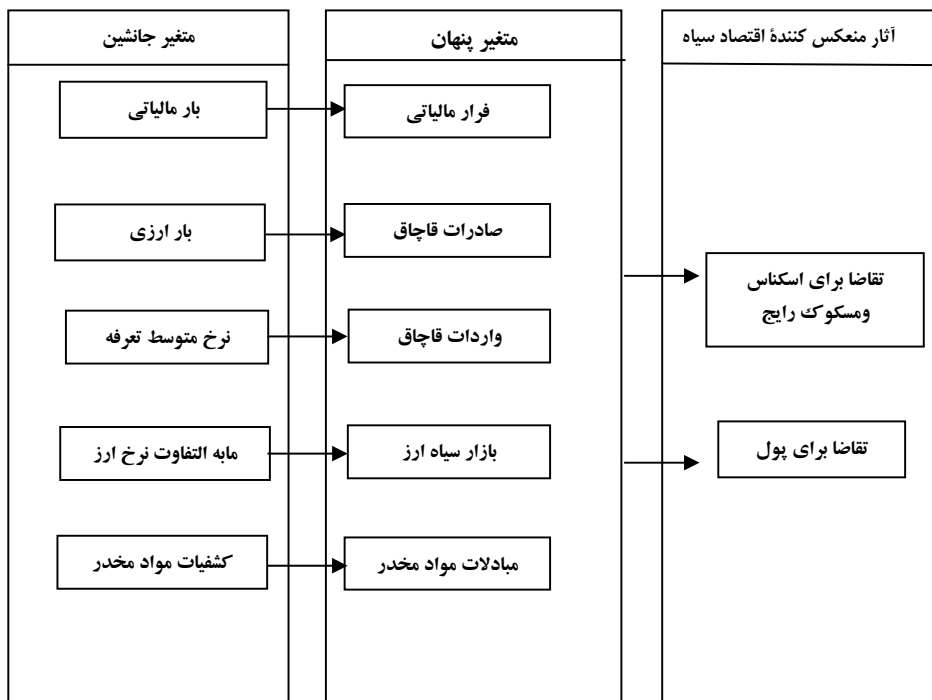 متغیر جانشین
متغیر پنهان
آثار منعکس کنندۀ اقتصاد سیاه
بار مالیاتی
فرار مالیاتی
بار ارزی
صادرات قاچاق
تقاضا برای اسکناس
ومسکوک رایج
نرخ متوسط تعرفه
واردات قاچاق
مابه التفاوت نرخ ارز
بازار سیاه ارز
تقاضا برای پول
کشفیات مواد مخدر
مبادلات مواد مخدر